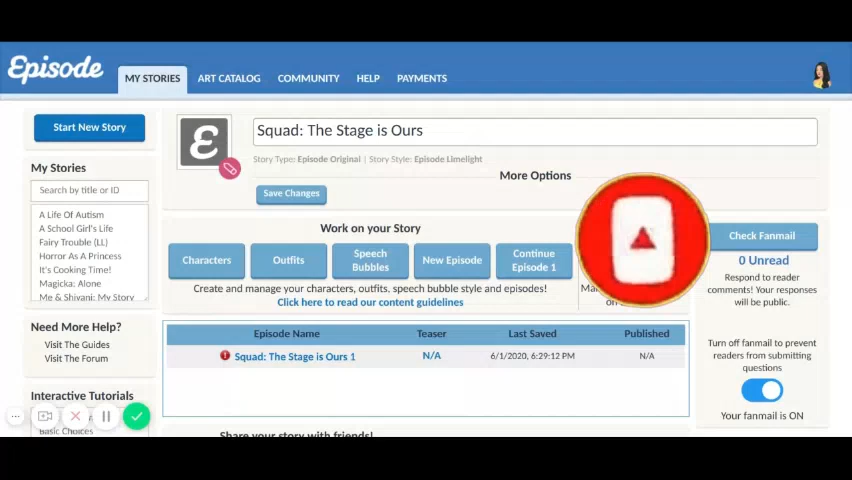 Episode
MY STORIES
ART CATALOG
COMMUNITY
HELP
PAYMENTS
Start New Story
My Stories
Search by title or ID
A Life Of Autism
A School Girl's Life
Fairy Trouble (LL)
Horror As A Princess
It's Cooking Time!
Magicka: Alone
Me & Shivani: My Story
Need More Help?
Visit The Guides
Visit The Forum
Interactive Tutorials
Basic Choices
Squad: The Stage is Ours
Story Type: Episode Original | Story Style: Episode Limelight
More Options
Save Changes
Work on your Story
Characters
Outfits
Speech
Bubbles
New Episode
Continue
Episode 1
Create and manage your characters, outfits, speech bubble style and episodes!
Click here to read our content guidelines
Episode Name
Teaser
Last Saved
Published
Squad: The Stage is Ours 1
N/A
6/1/2020, 6:29:12 PM
N/A
Share your story with friends!
Check Fanmail
0 Unread
Respond to reader
comments! Your responses
will be public.
Turn off fanmail to prevent
readers from submitting
questions
Your fanmail is ON